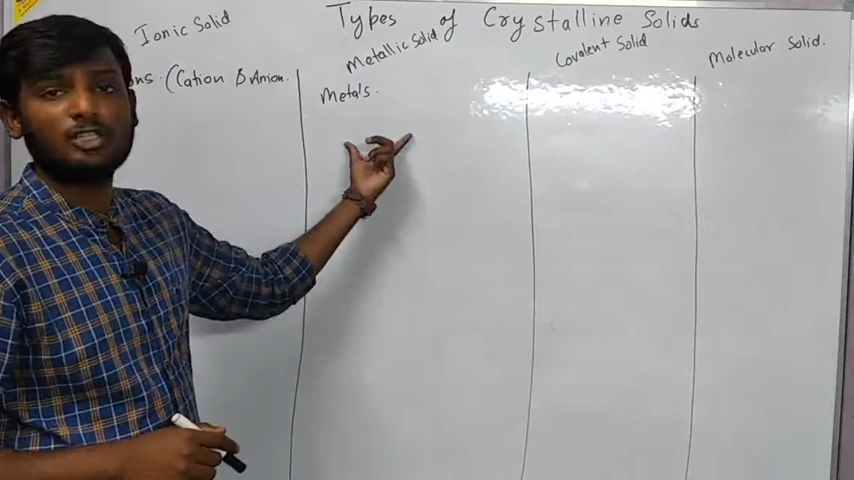 Types of Crystalline Solids
Ionic Solid
Metallic Solid
Covalent Solid
Molecular Solid.
ons. (Cation & Anion.
Metals.